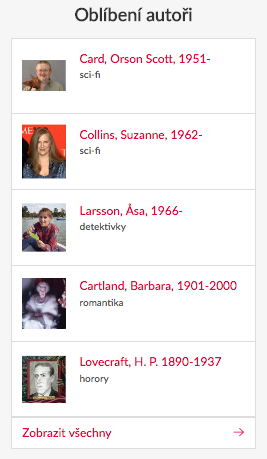 Oblíbení autoři
Card, Orson Scott, 1951-
sci-fi
Collins, Suzanne, 1962-
sci-fi
Larsson, Åsa, 1966-
detektivky
Cartland, Barbara, 1901-2000
romantika
Lovecraft, H. P. 1890-1937
horory
Zobrazit všechny